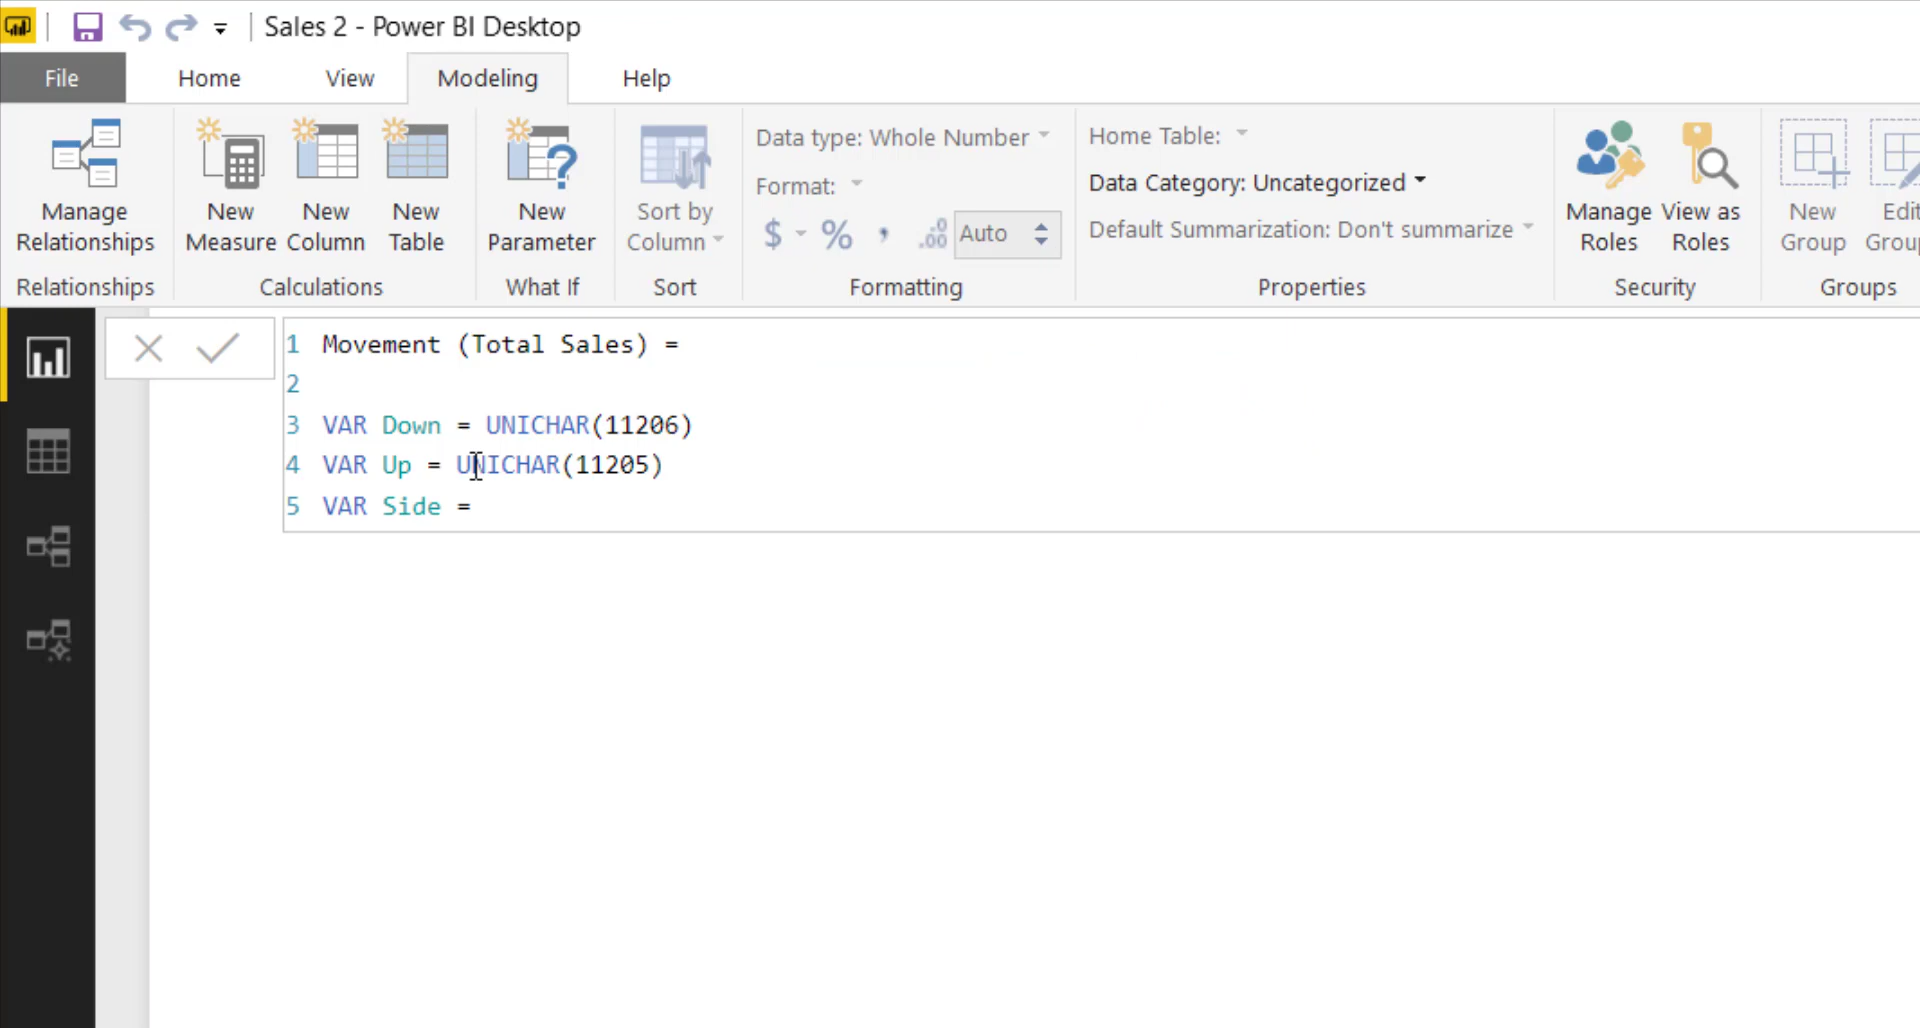 Sales 2 - Power BI Desktop
File Home View Modeling Help
Manage Relationships
New Measure
New Column
New Table
New Parameter
Sort by Column
Data type: Whole Number
Format:
$ % , .00 Auto
Home Table:
Data Category: Uncategorized
Default Summarization: Don't summarize
Manage Roles
View as Roles
New Group
Edit
Relationships Calculations What If Sort Formatting Properties Security Groups
1 Movement (Total Sales) =
2
3 VAR Down = UNICHAR(11206)
4 VAR Up = UNICHAR(11205)
5 VAR Side =